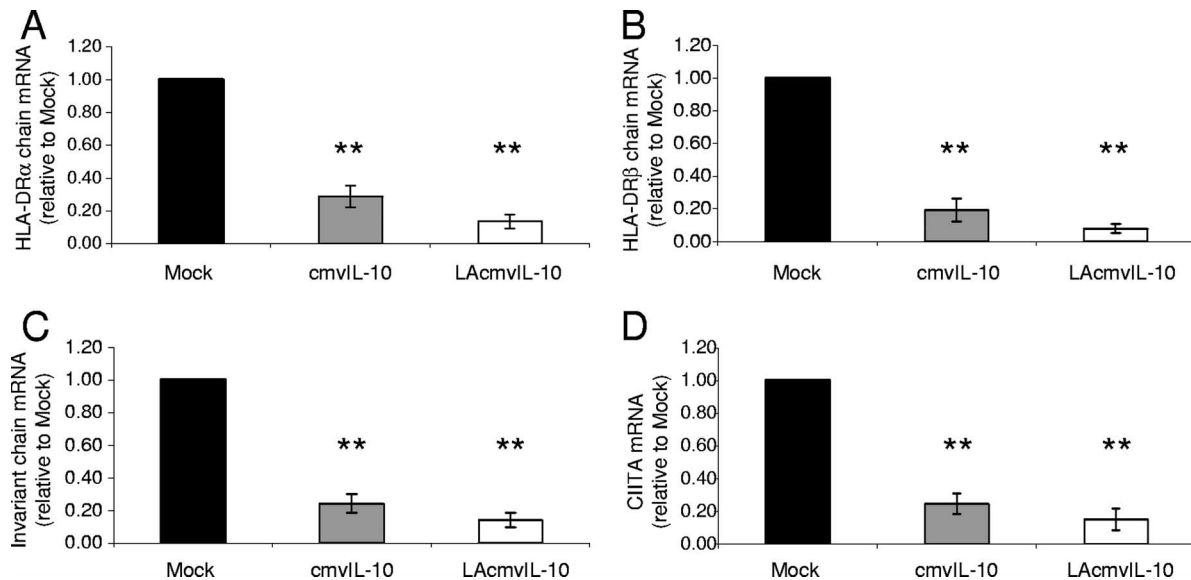 A
HLA-DRα chain mRNA
(relative to Mock)
1.20
1.00
0.80
0.60
0.40
0.20
0.00
**
**
Mock cmvIL-10 LAcmvIL-10
B
HLA-DRβ chain mRNA
(relative to Mock)
1.20
1.00
0.80
0.60
0.40
0.20
0.00
**
**
Mock cmvIL-10 LAcmvIL-10
C
Invariant chain mRNA
(relative to Mock)
1.20
1.00
0.80
0.60
0.40
0.20
0.00
**
**
Mock cmvIL-10 LAcmvIL-10
D
CIITA mRNA
(relative to Mock)
1.20
1.00
0.80
0.60
0.40
0.20
0.00
**
**
Mock cmvIL-10 LAcmvIL-10